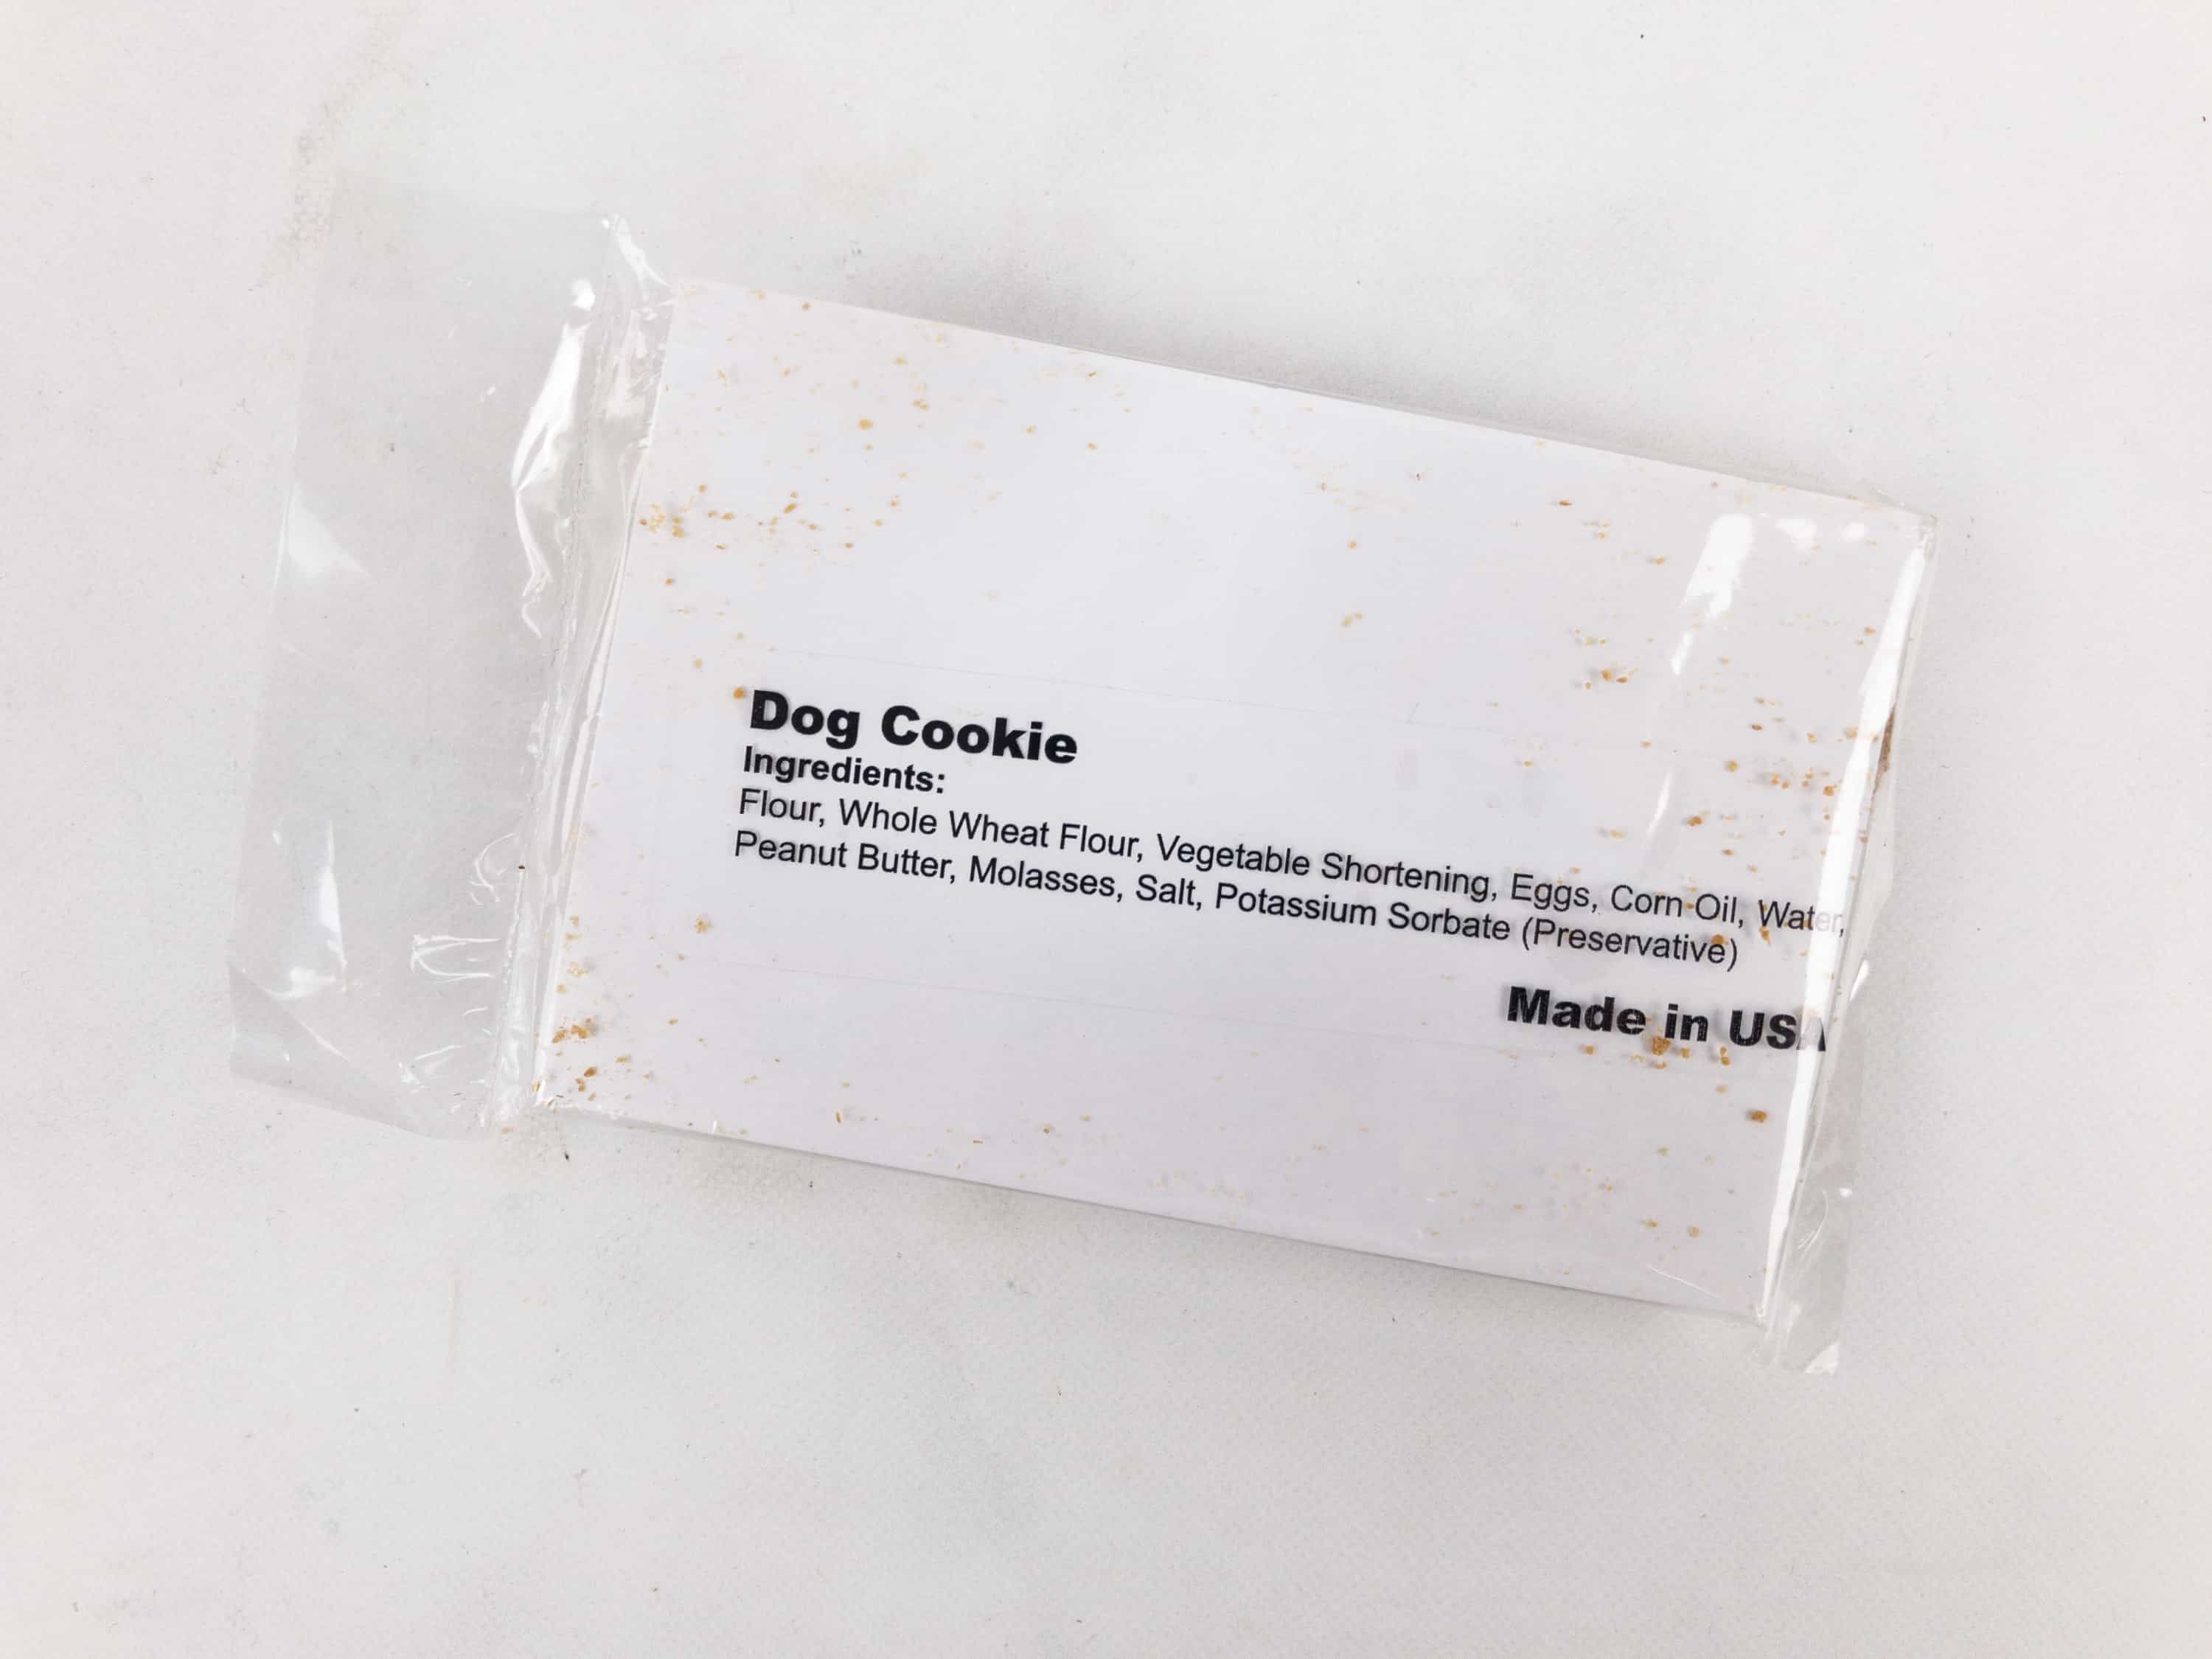 Dog Cookie
Ingredients:
Flour, Whole Wheat Flour, Vegetable Shortening, Eggs, Corn Oil, Water,
Peanut Butter, Molasses, Salt, Potassium Sorbate (Preservative)
Made in USA